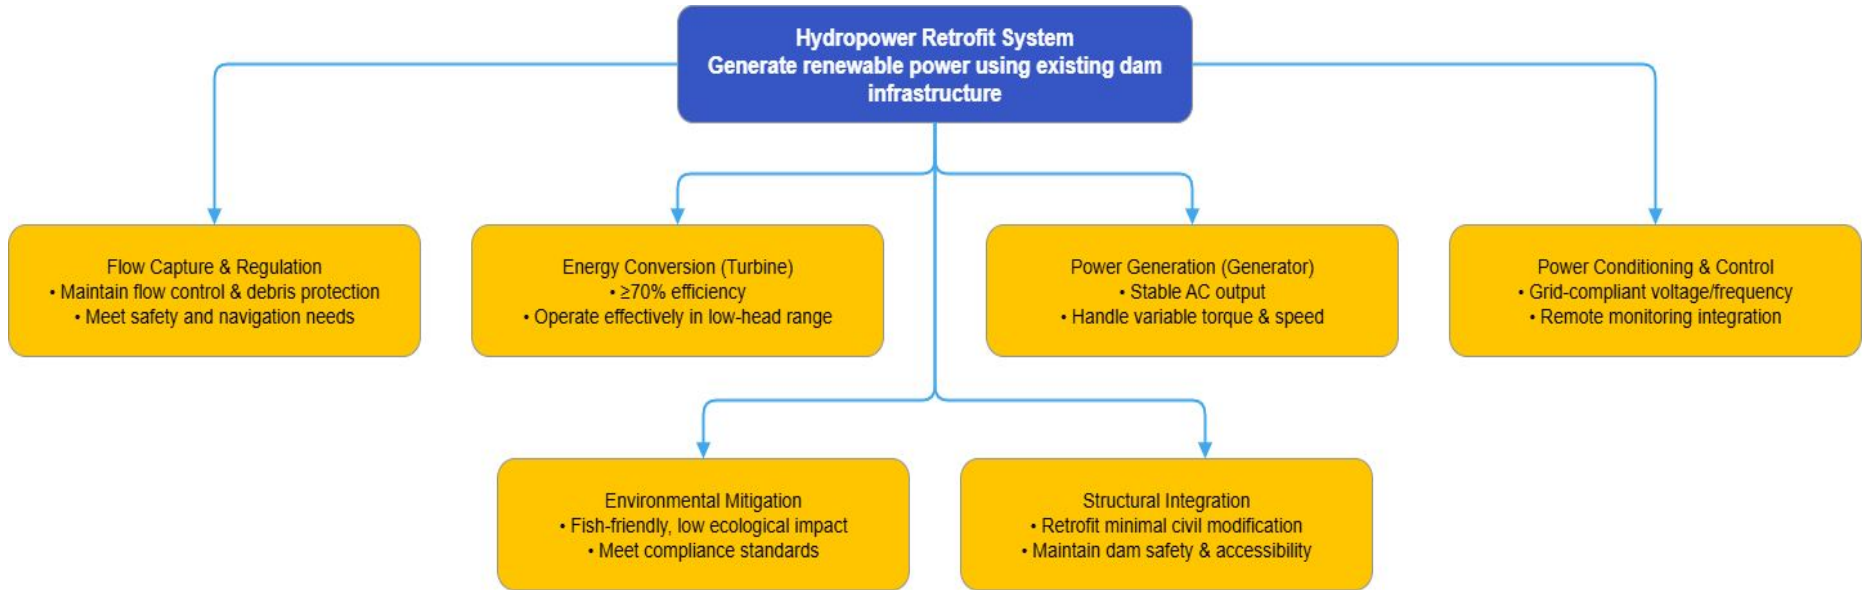 Hydropower Retrofit System
Generate renewable power using existing dam
infrastructure
Flow Capture & Regulation
• Maintain flow control & debris protection
• Meet safety and navigation needs
Energy Conversion (Turbine)
• ≥70% efficiency
• Operate effectively in low-head range
Power Generation (Generator)
• Stable AC output
• Handle variable torque & speed
Power Conditioning & Control
• Grid-compliant voltage/frequency
• Remote monitoring integration
Environmental Mitigation
• Fish-friendly, low ecological impact
• Meet compliance standards
Structural Integration
• Retrofit minimal civil modification
• Maintain dam safety & accessibility